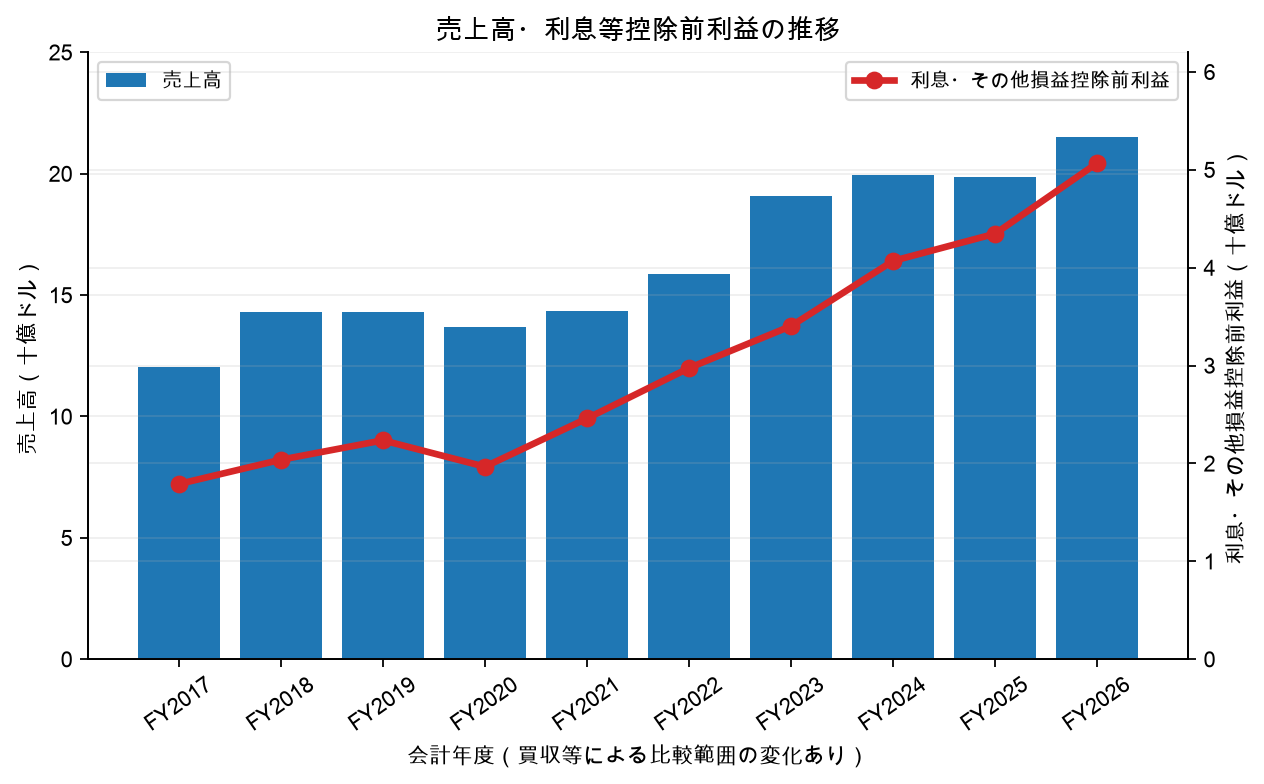 売上高・利息等控除前利益の推移
売上高
利息・その他損益控除前利益
25
20
15
10
5
0
6
5
4
3
2
1
0
売上高(十億ドル)
利息・その他損益控除前利益(十億ドル)
FY2017
FY2018
FY2019
FY2020
FY2021
FY2022
FY2023
FY2024
FY2025
FY2026
会計年度(買収等による比較範囲の変化あり)